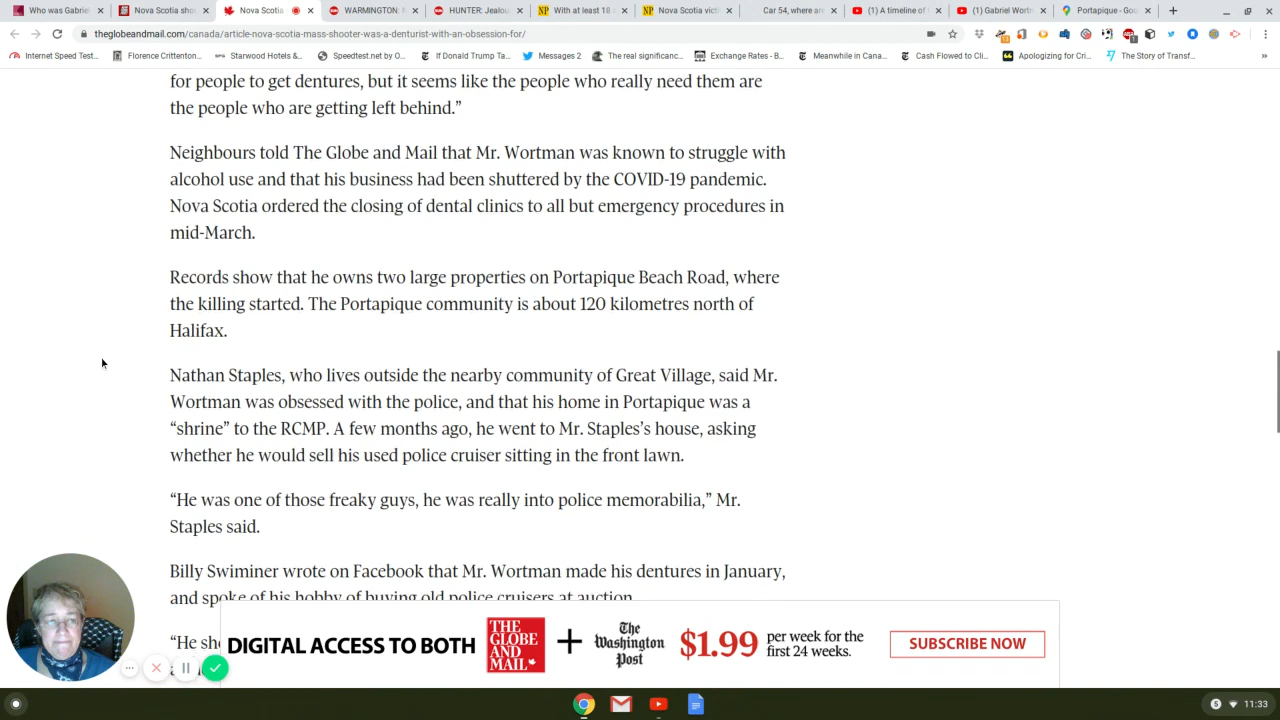 Who was Gabriel
Nova Scotia shoo
Nova Scotia
WARMINGTON:
HUNTER: Jealou
With at least 18
Nova Scotia victi
Car 54, where are
(1) A timeline of
(1) Gabriel Wortm
Portapique - Goo
theglobeandmail.com/canada/article-nova-scotia-mass-shooter-was-a-denturist-with-an-obsession-for/
Internet Speed Test...
Florence Crittenton...
Starwood Hotels &...
Speedtest.net by O...
If Donald Trump Ta...
Messages 2
The real significanc...
Exchange Rates - B...
Meanwhile in Cana...
Cash Flowed to Cli...
Apologizing for Cri...
The Story of Transf...
for people to get dentures, but it seems like the people who really need them are
the people who are getting left behind.”
Neighbours told The Globe and Mail that Mr. Wortman was known to struggle with
alcohol use and that his business had been shuttered by the COVID-19 pandemic.
Nova Scotia ordered the closing of dental clinics to all but emergency procedures in
mid-March.
Records show that he owns two large properties on Portapique Beach Road, where
the killing started. The Portapique community is about 120 kilometres north of
Halifax.
Nathan Staples, who lives outside the nearby community of Great Village, said Mr.
Wortman was obsessed with the police, and that his home in Portapique was a
“shrine” to the RCMP. A few months ago, he went to Mr. Staples’s house, asking
whether he would sell his used police cruiser sitting in the front lawn.
“He was one of those freaky guys, he was really into police memorabilia,” Mr.
Staples said.
Billy Swiminer wrote on Facebook that Mr. Wortman made his dentures in January,
and spoke of his hobby of buying old police cruisers at auction.
“He
DIGITAL ACCESS TO BOTH
THE GLOBE AND MAIL
+
The Washington Post
$1.99
per week for the
first 24 weeks.
SUBSCRIBE NOW
5
11:33